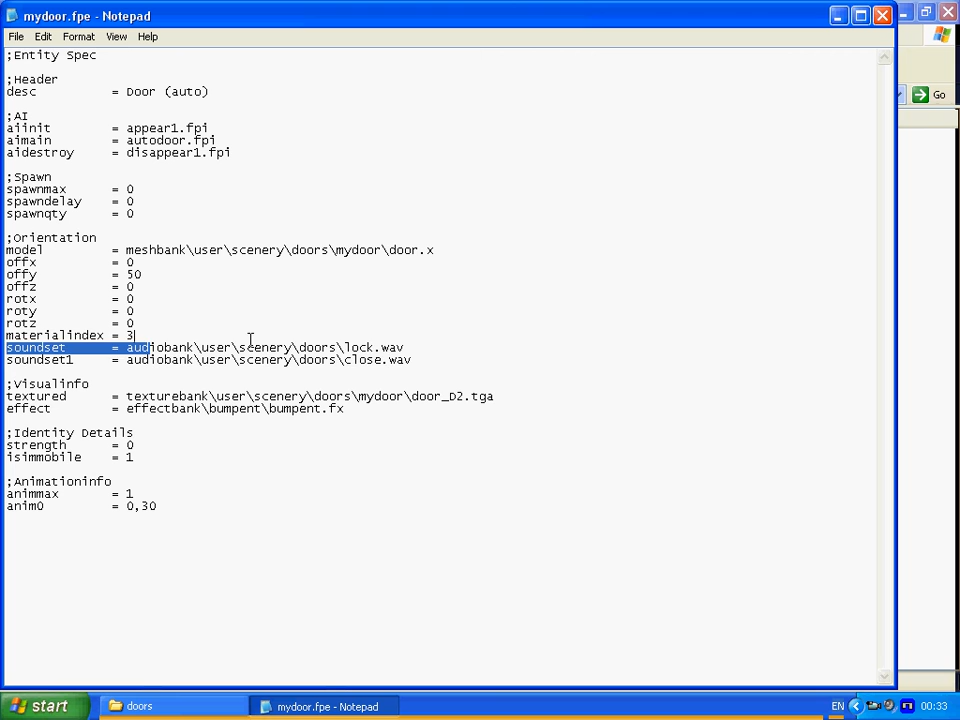 mydoor.fpe - Notepad
File Edit Format View Help
Go
;Entity Spec
;Header
desc = Door (auto)
;AI
aiinit = appear1.fpi
aimain = autodoor.fpi
aidestroy = disappear1.fpi
;Spawn
spawnmax = 0
spawndelay = 0
spawnqty = 0
;Orientation
model = meshbank\user\scenery\doors\mydoor\door.x
offx = 0
offy = 50
offz = 0
rotx = 0
roty = 0
rotz = 0
materialindex = 3
soundset = audiobank\user\scenery\doors\lock.wav
soundset1 = audiobank\user\scenery\doors\close.wav
;Visualinfo
textured = texturebank\user\scenery\doors\mydoor\door_D2.tga
effect = effectbank\bumpent\bumpent.fx
;Identity Details
strength = 0
isimmobile = 1
;Animationinfo
animmax = 1
anim0 = 0,30
start doors mydoor.fpe - Notepad EN 00:33